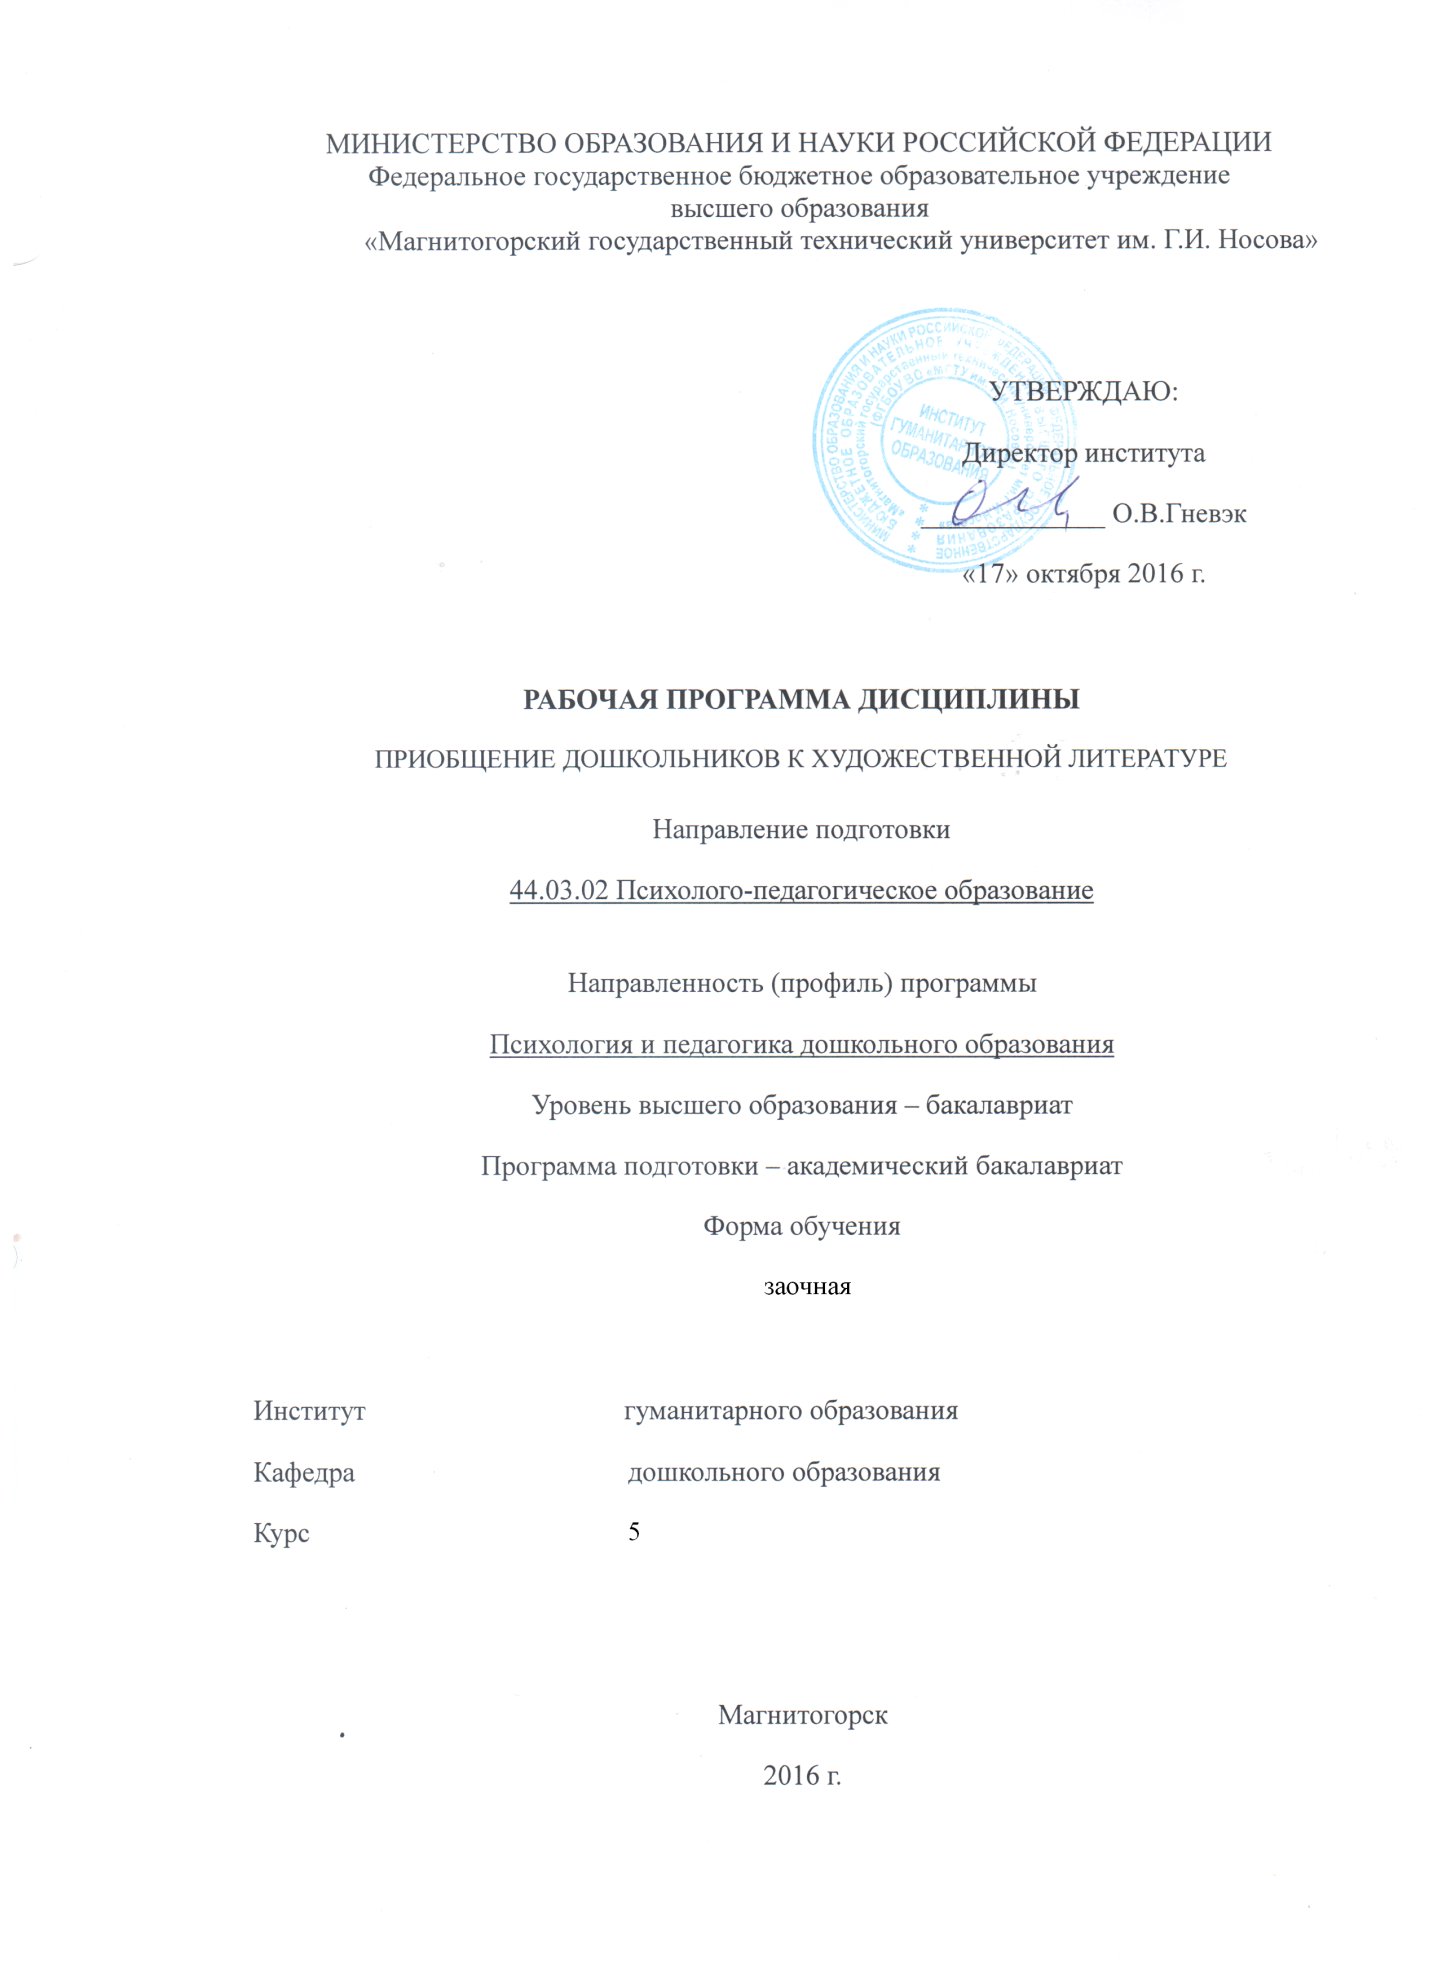 МИНИСТЕРСТВО ОБРАЗОВАНИЯ И НАУКИ РОССИЙСКОЙ ФЕДЕРАЦИИ
Федеральное государственное бюджетное образовательное учреждение
высшего образования
«Магнитогорский государственный технический университет им. Г.И. Носова»
ИНСТИТУТ
ОБРАЗОВАНИЯ
УТВЕРЖДАЮ:
Директор института
О.В.Гневэк
«17» октября 2016 г.
РАБОЧАЯ ПРОГРАММА ДИСЦИПЛИНЫ
ПРИОБЩЕНИЕ ДОШКОЛЬНИКОВ К ХУДОЖЕСТВЕННОЙ ЛИТЕРАТУРЕ
Направление подготовки
44.03.02 Психолого-педагогическое образование
Направленность (профиль) программы
Психология и педагогика дошкольного образования
Уровень высшего образования – бакалавриат
Программа подготовки – академический бакалавриат
Форма обучения
заочная
Институт гуманитарного образования
Кафедра дошкольного образования
Курс 5
Магнитогорск
2016 г.